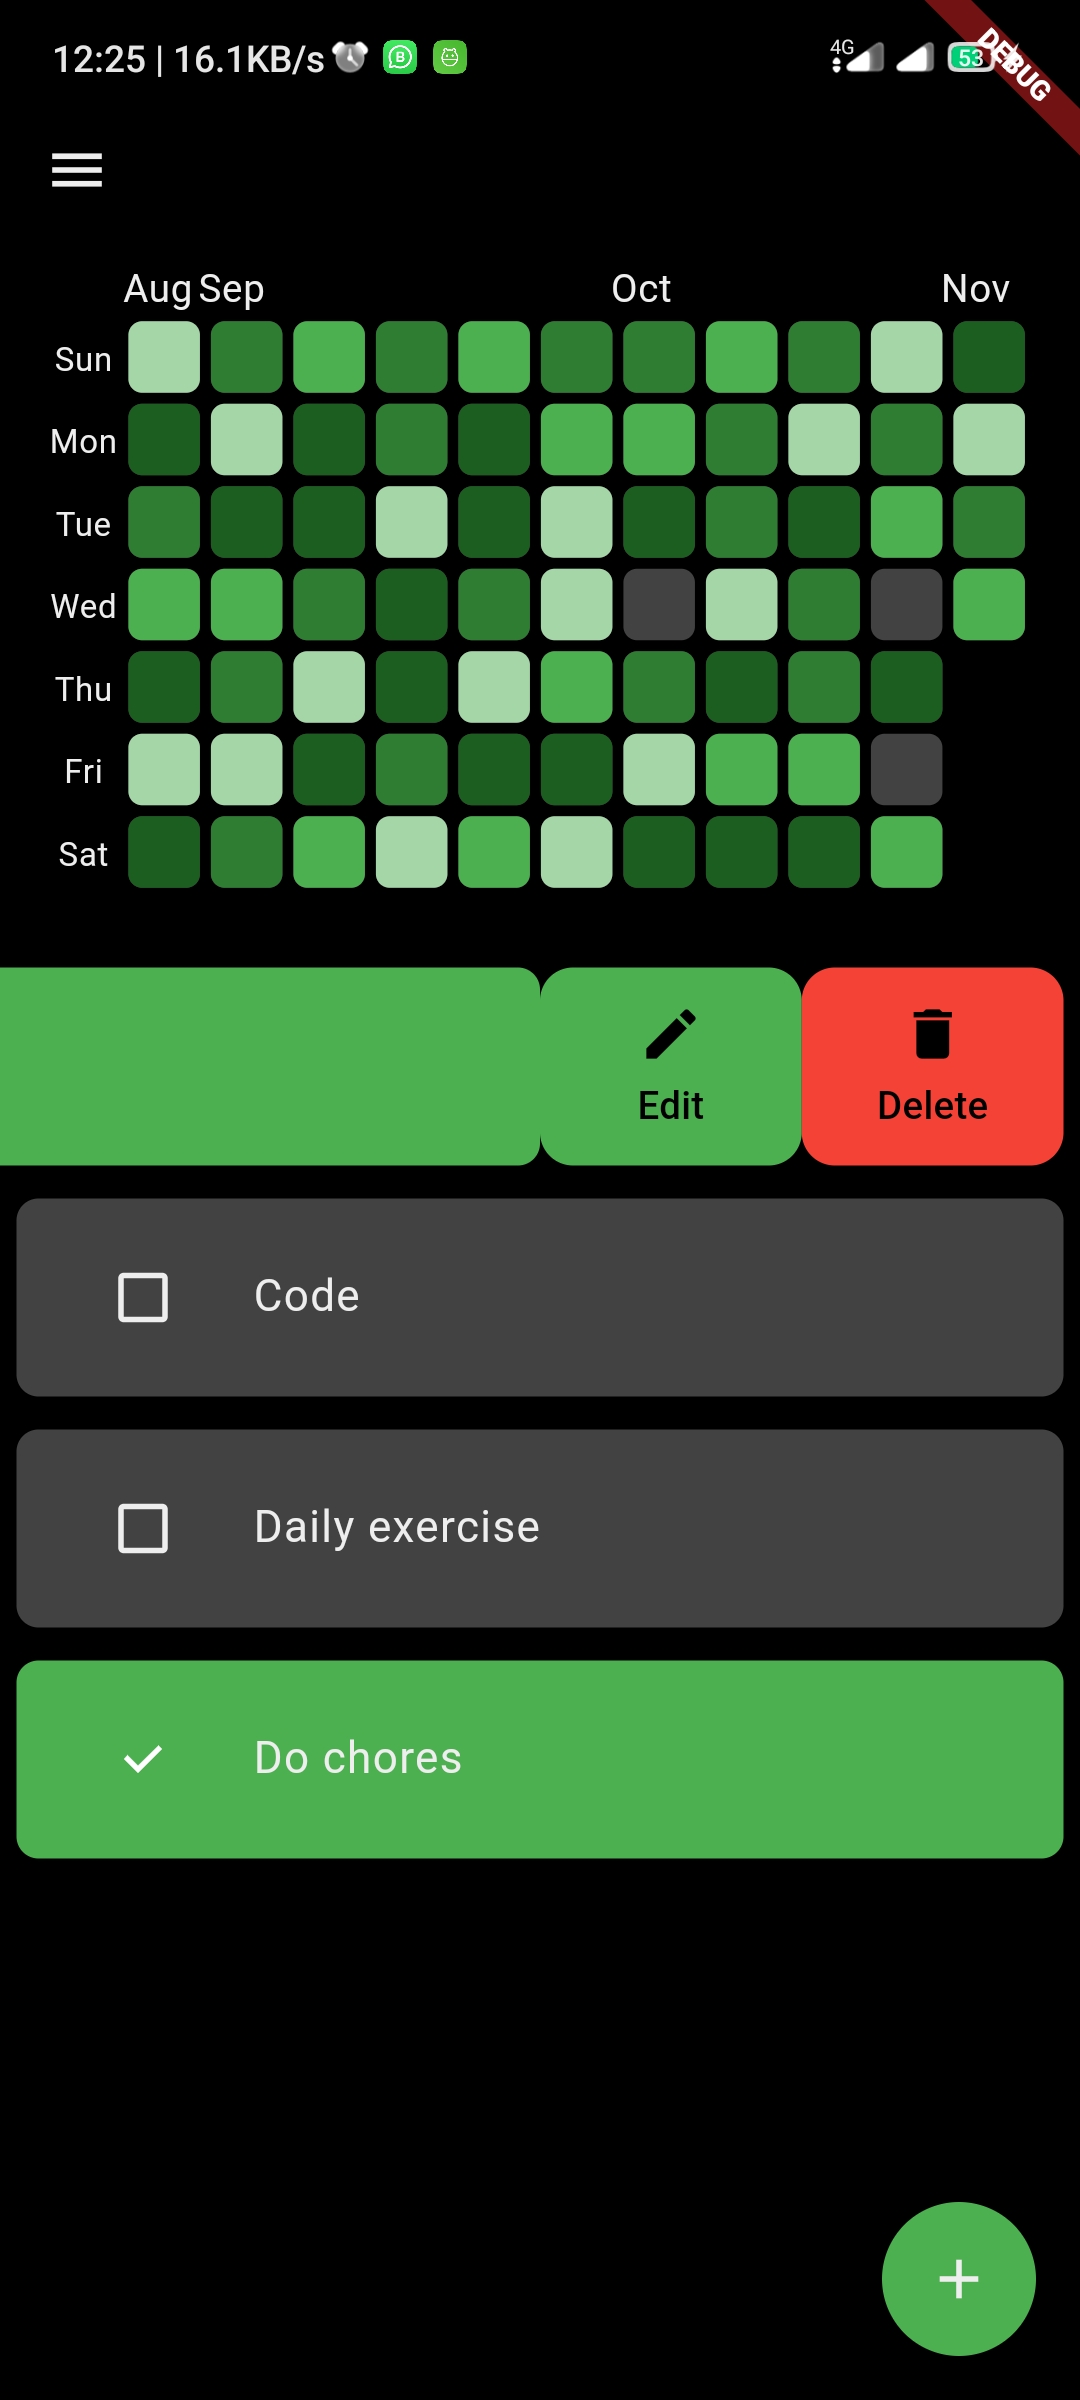 12:25 | 16.1KB/s B 4G 53
DEBUG
Aug Sep Oct Nov
Sun
Mon
Tue
Wed
Thu
Fri
Sat
Edit Delete
Code
Daily exercise
Do chores